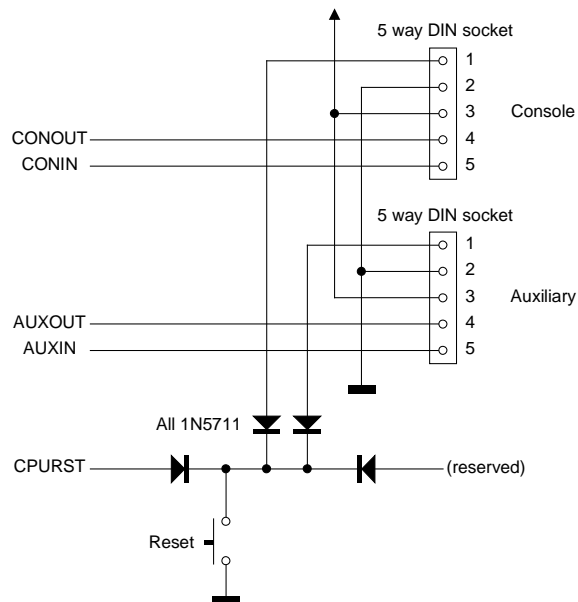 5 way DIN socket
1
2
3 Console
CONOUT 4
CONIN 5
5 way DIN socket
1
2
3 Auxiliary
AUXOUT 4
AUXIN 5
All 1N5711
CPURST (reserved)
Reset